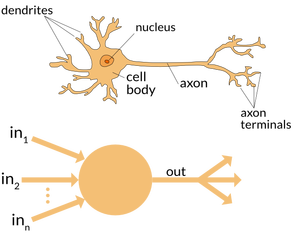 dendrites
nucleus
cell
body
axon
axon
terminals
in1
in2
inn
out